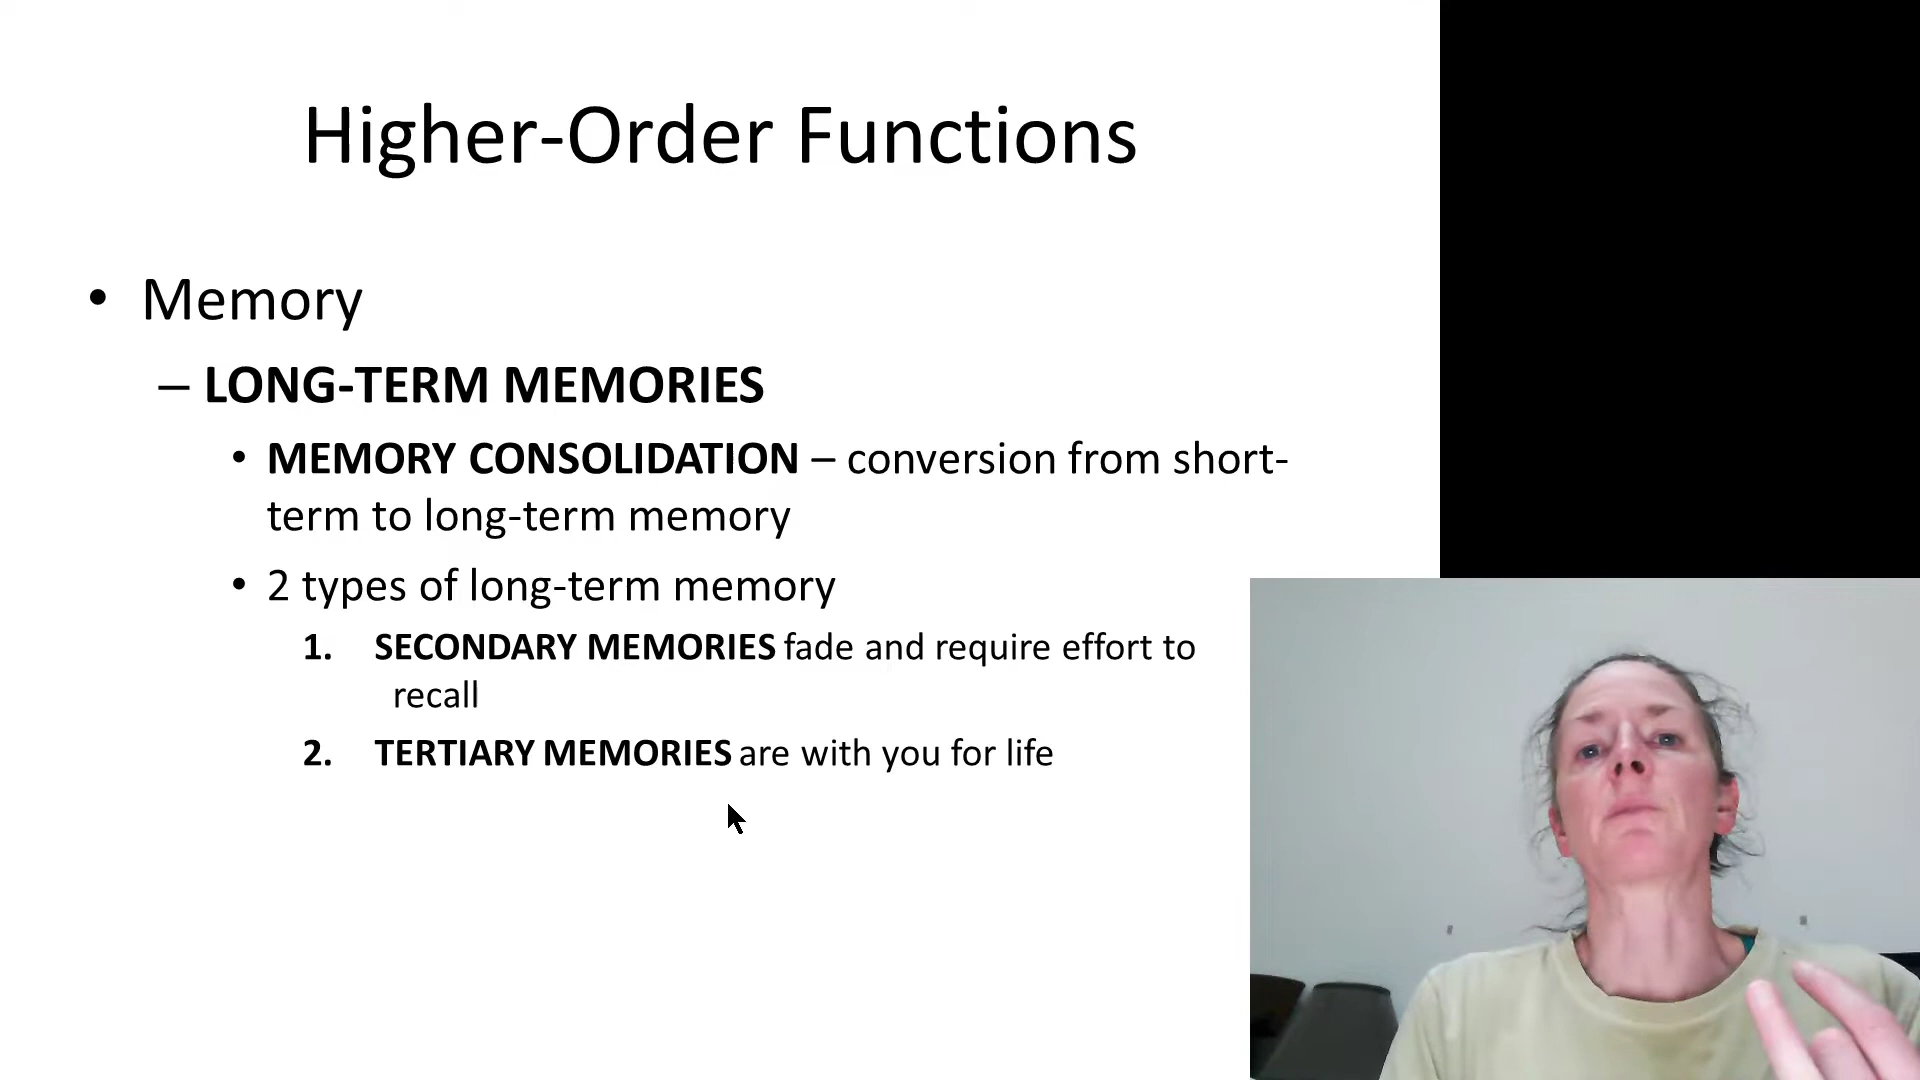 Higher-Order Functions
• Memory
– LONG-TERM MEMORIES
• MEMORY CONSOLIDATION – conversion from short-
term to long-term memory
• 2 types of long-term memory
1. SECONDARY MEMORIES fade and require effort to
recall
2. TERTIARY MEMORIES are with you for life